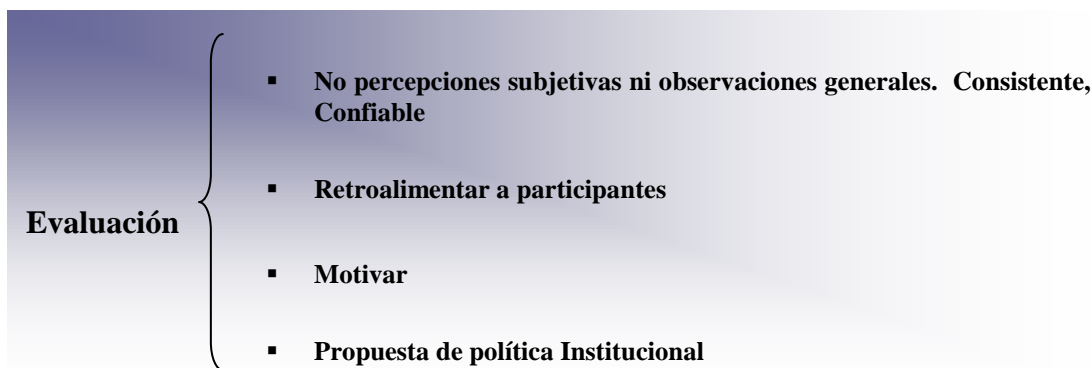 ▪ No percepciones subjetivas ni observaciones generales. Consistente,
Confiable
▪ Retroalimentar a participantes
Evaluación
▪ Motivar
▪ Propuesta de política Institucional